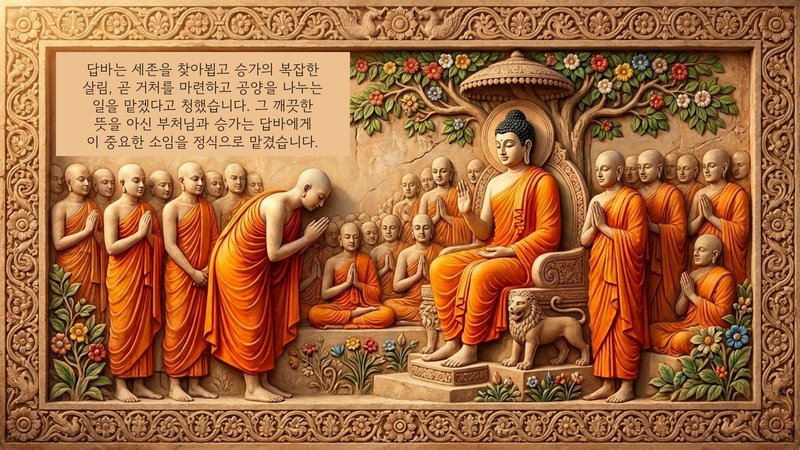 답바는 세존을 찾아뵙고 승가의 복잡한
살림, 곧 거처를 마련하고 공양을 나누는
일을 맡겠다고 청했습니다. 그 깨끗한
뜻을 아신 부처님과 승가는 답바에게
이 중요한 소임을 정식으로 맡겼습니다.